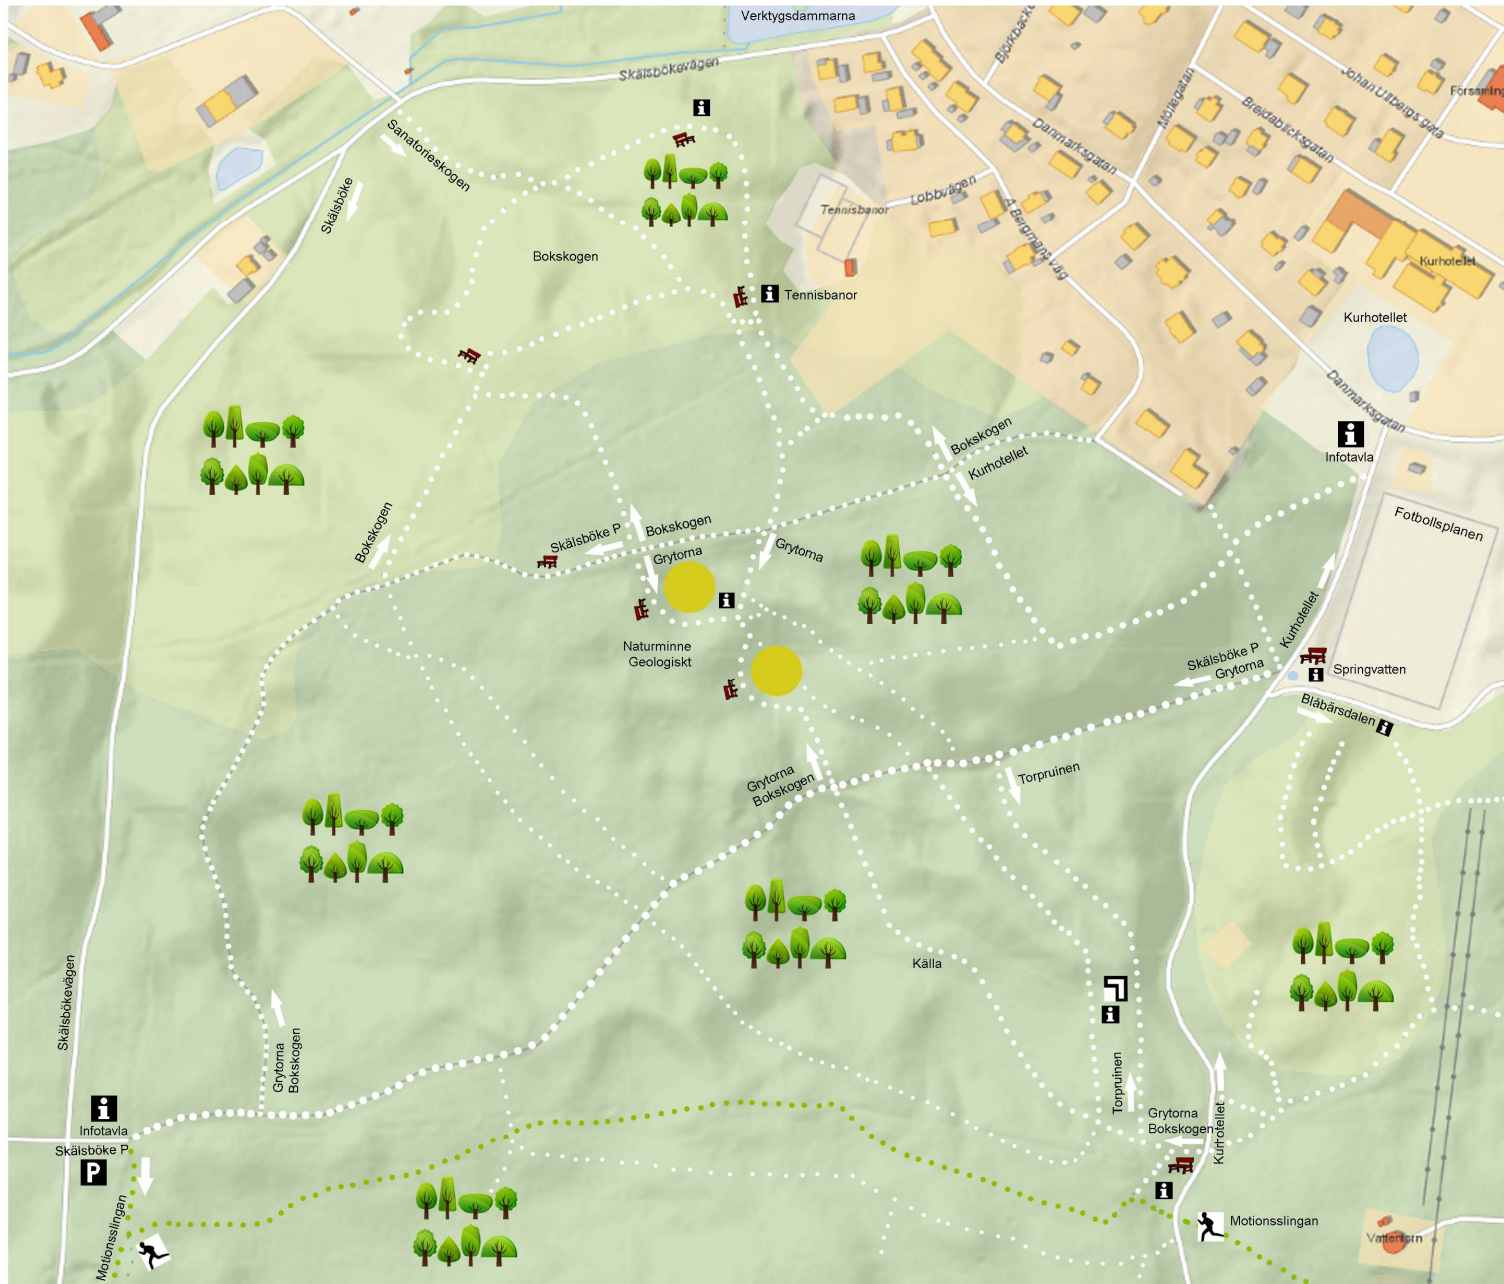 Verktygsdammarna
Skälsbökevägen
Björkbacke
Johan Ullbergs gata
Församling
Möllegatan
Breidablicksgatan
Danmarksgatan
Sanatorieskogen
Skälsböke
Lobbvägen
Tennisbanor
A Bergmans väg
Kurhotellet
Bokskogen
Tennisbanor
Kurhotellet
Danmarksgatan
Infotavla
Bokskogen
Kurhotellet
Fotbollsplanen
Bokskogen
Skälsböke P
Bokskogen
Grytorna
Grytorna
Kurhotellet
Naturminne
Geologiskt
Skälsböke P
Grytorna
Springvatten
Blåbärsdalen
Grytorna
Bokskogen
Torpruinen
Källa
Skälsbökevägen
Grytorna
Bokskogen
Torpruinen
Infotavla
Skälsböke P
P
Grytorna
Bokskogen
Kurhotellet
Motionsslingan
Motionsslingan
Vattentorn